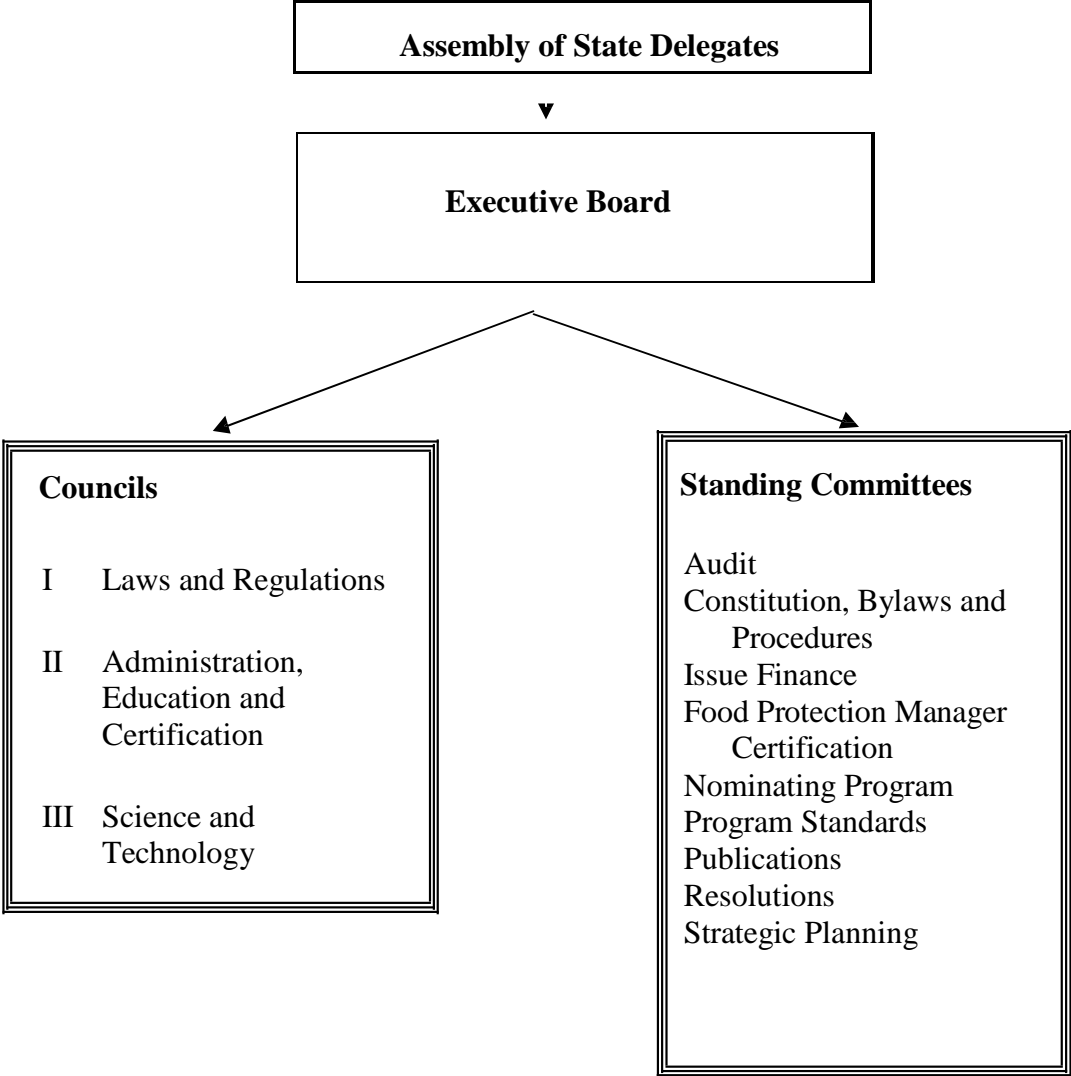 Assembly of State Delegates
Executive Board
Councils
I Laws and Regulations
II Administration,
Education and
Certification
III Science and
Technology
Standing Committees
Audit
Constitution, Bylaws and
Procedures
Issue Finance
Food Protection Manager
Certification
Nominating Program
Program Standards
Publications
Resolutions
Strategic Planning